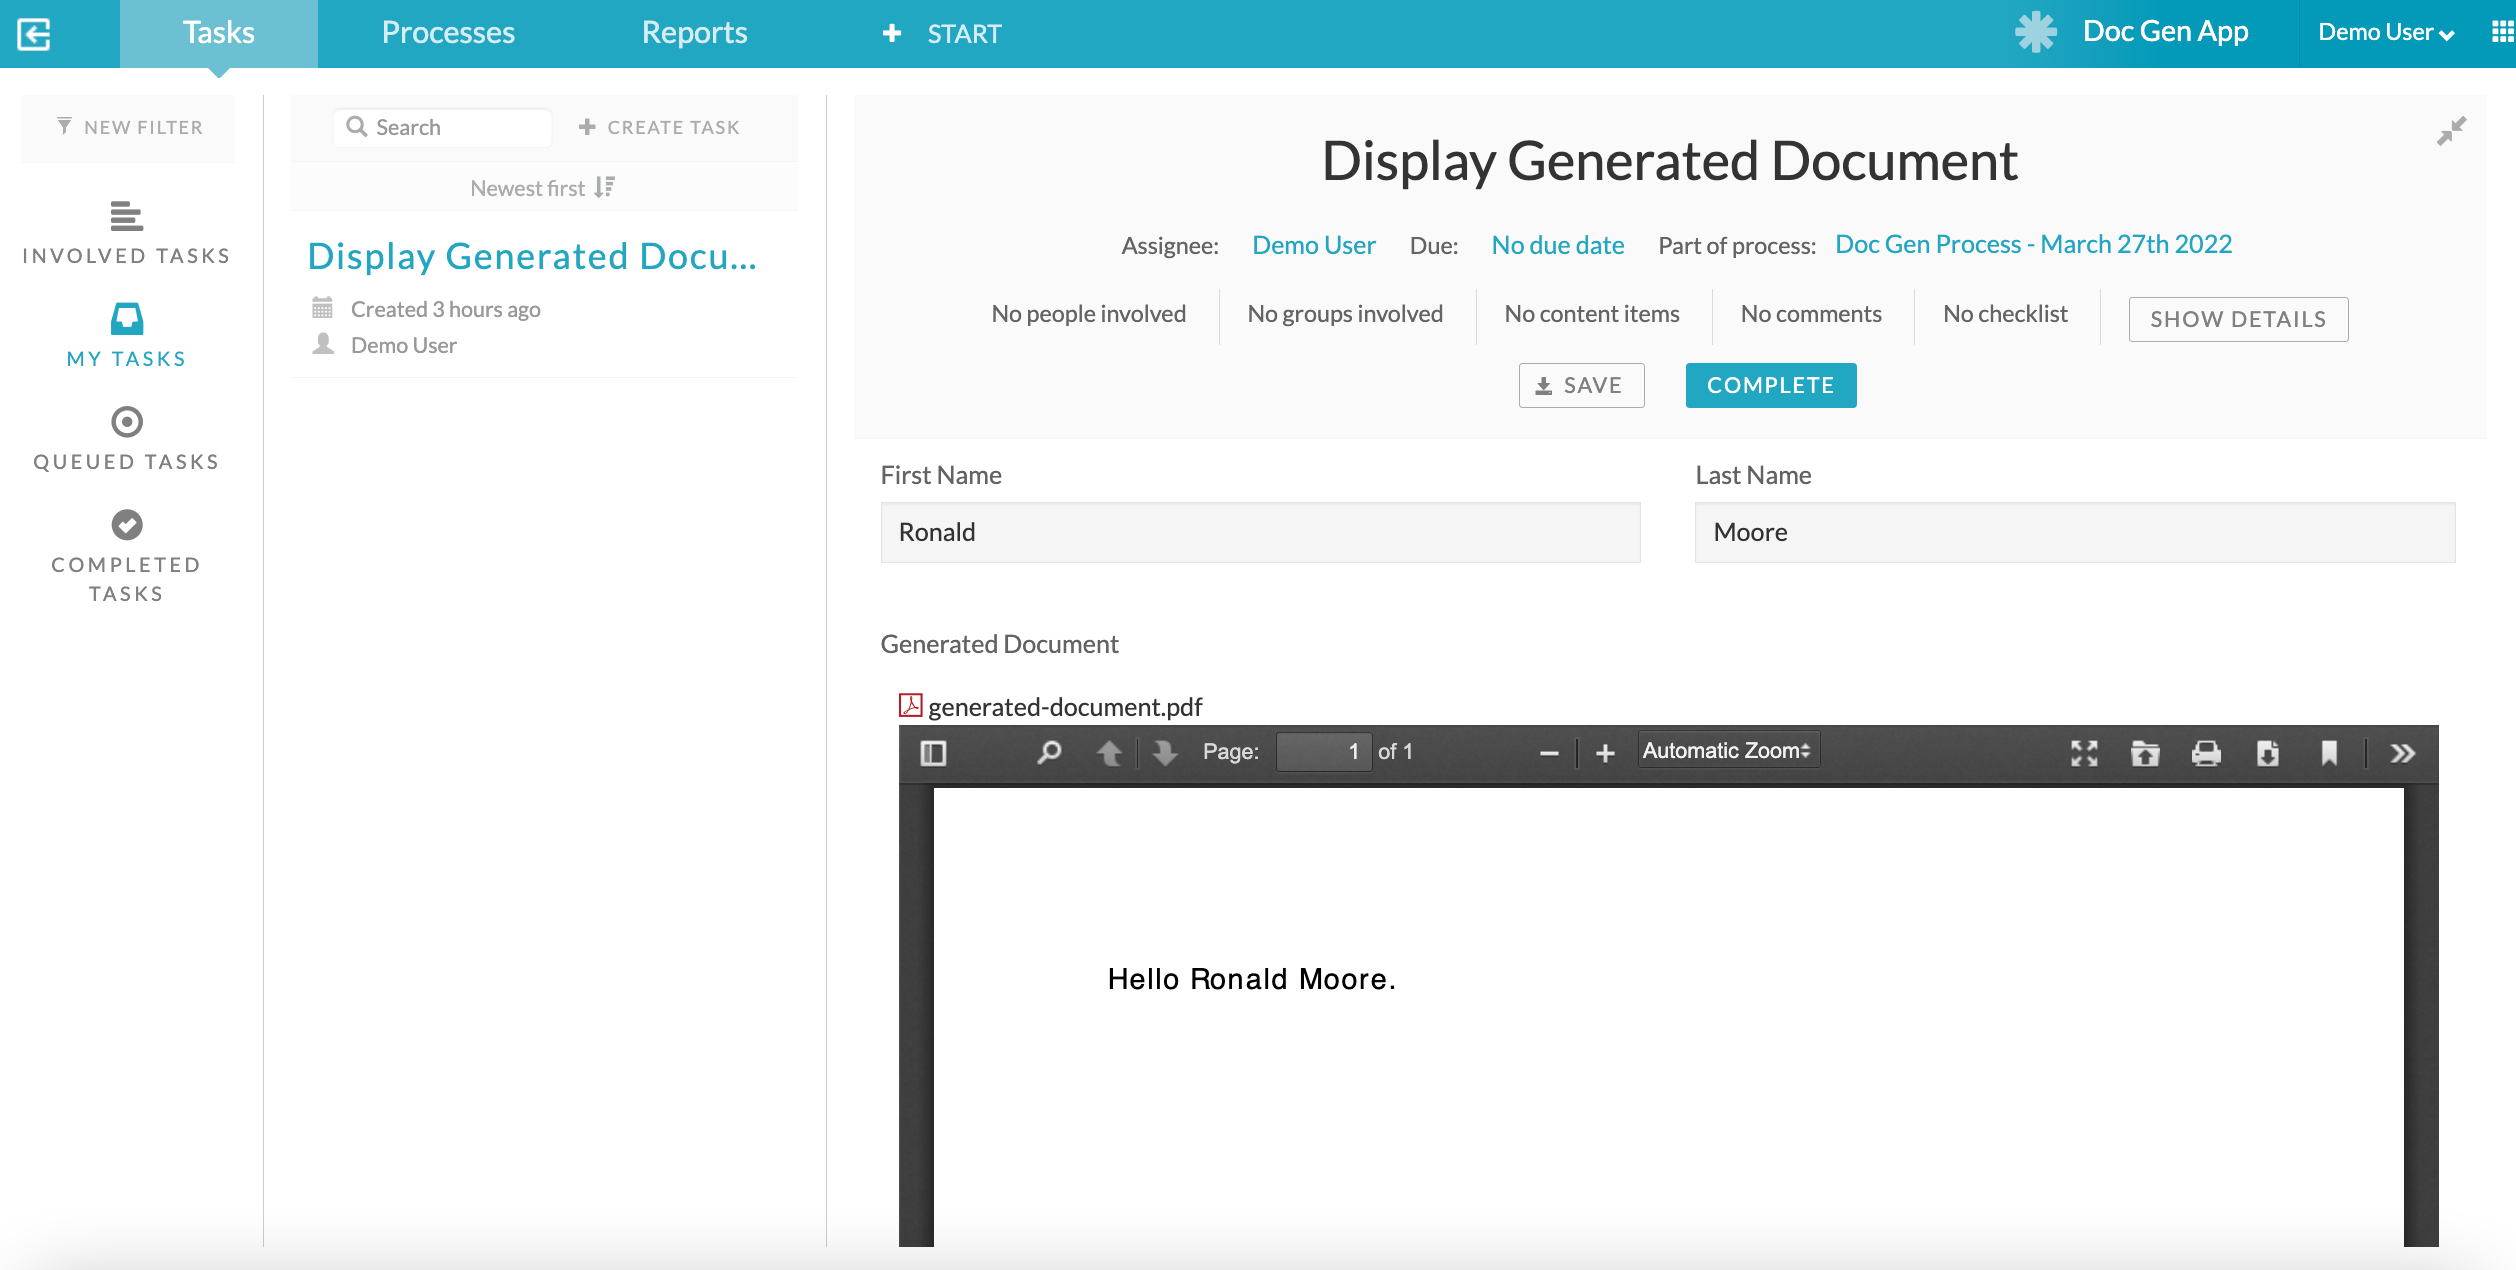 Tasks
Processes
Reports
START
Doc Gen App
Demo User
NEW FILTER
INVOLVED TASKS
MY TASKS
QUEUED TASKS
COMPLETED
TASKS
Search
CREATE TASK
Newest first
Display Generated Docu...
Created 3 hours ago
Demo User
Display Generated Document
Assignee: Demo User Due: No due date Part of process: Doc Gen Process - March 27th 2022
No people involved
No groups involved
No content items
No comments
No checklist
SHOW DETAILS
SAVE
COMPLETE
First Name
Last Name
Ronald
Moore
Generated Document
generated-document.pdf
Page: 1 of 1
Automatic Zoom
Hello Ronald Moore.